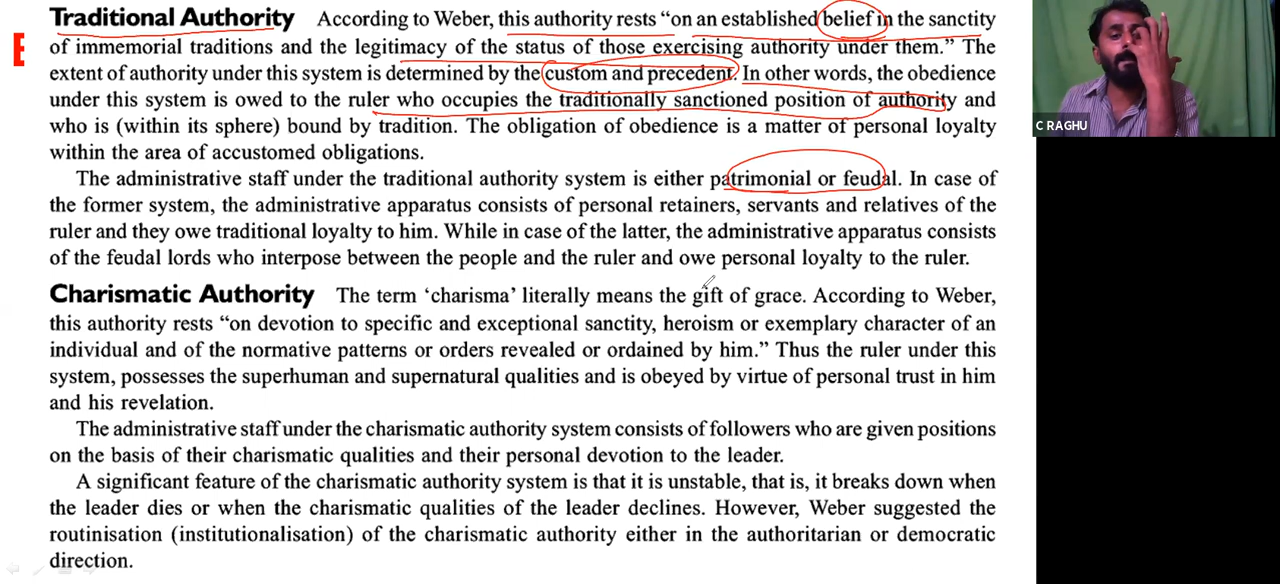 Traditional Authority According to Weber, this authority rests “on an established belief in the sanctity
of immemorial traditions and the legitimacy of the status of those exercising authority under them.” The
extent of authority under this system is determined by the custom and precedent. In other words, the obedience
under this system is owed to the ruler who occupies the traditionally sanctioned position of authority and
who is (within its sphere) bound by tradition. The obligation of obedience is a matter of personal loyalty
within the area of accustomed obligations.
The administrative staff under the traditional authority system is either patrimonial or feudal. In case of
the former system, the administrative apparatus consists of personal retainers, servants and relatives of the
ruler and they owe traditional loyalty to him. While in case of the latter, the administrative apparatus consists
of the feudal lords who interpose between the people and the ruler and owe personal loyalty to the ruler.
Charismatic Authority The term ‘charisma’ literally means the gift of grace. According to Weber,
this authority rests “on devotion to specific and exceptional sanctity, heroism or exemplary character of an
individual and of the normative patterns or orders revealed or ordained by him.” Thus the ruler under this
system, possesses the superhuman and supernatural qualities and is obeyed by virtue of personal trust in him
and his revelation.
The administrative staff under the charismatic authority system consists of followers who are given positions
on the basis of their charismatic qualities and their personal devotion to the leader.
A significant feature of the charismatic authority system is that it is unstable, that is, it breaks down when
the leader dies or when the charismatic qualities of the leader declines. However, Weber suggested the
routinisation (institutionalisation) of the charismatic authority either in the authoritarian or democratic
direction.
C RAGHU